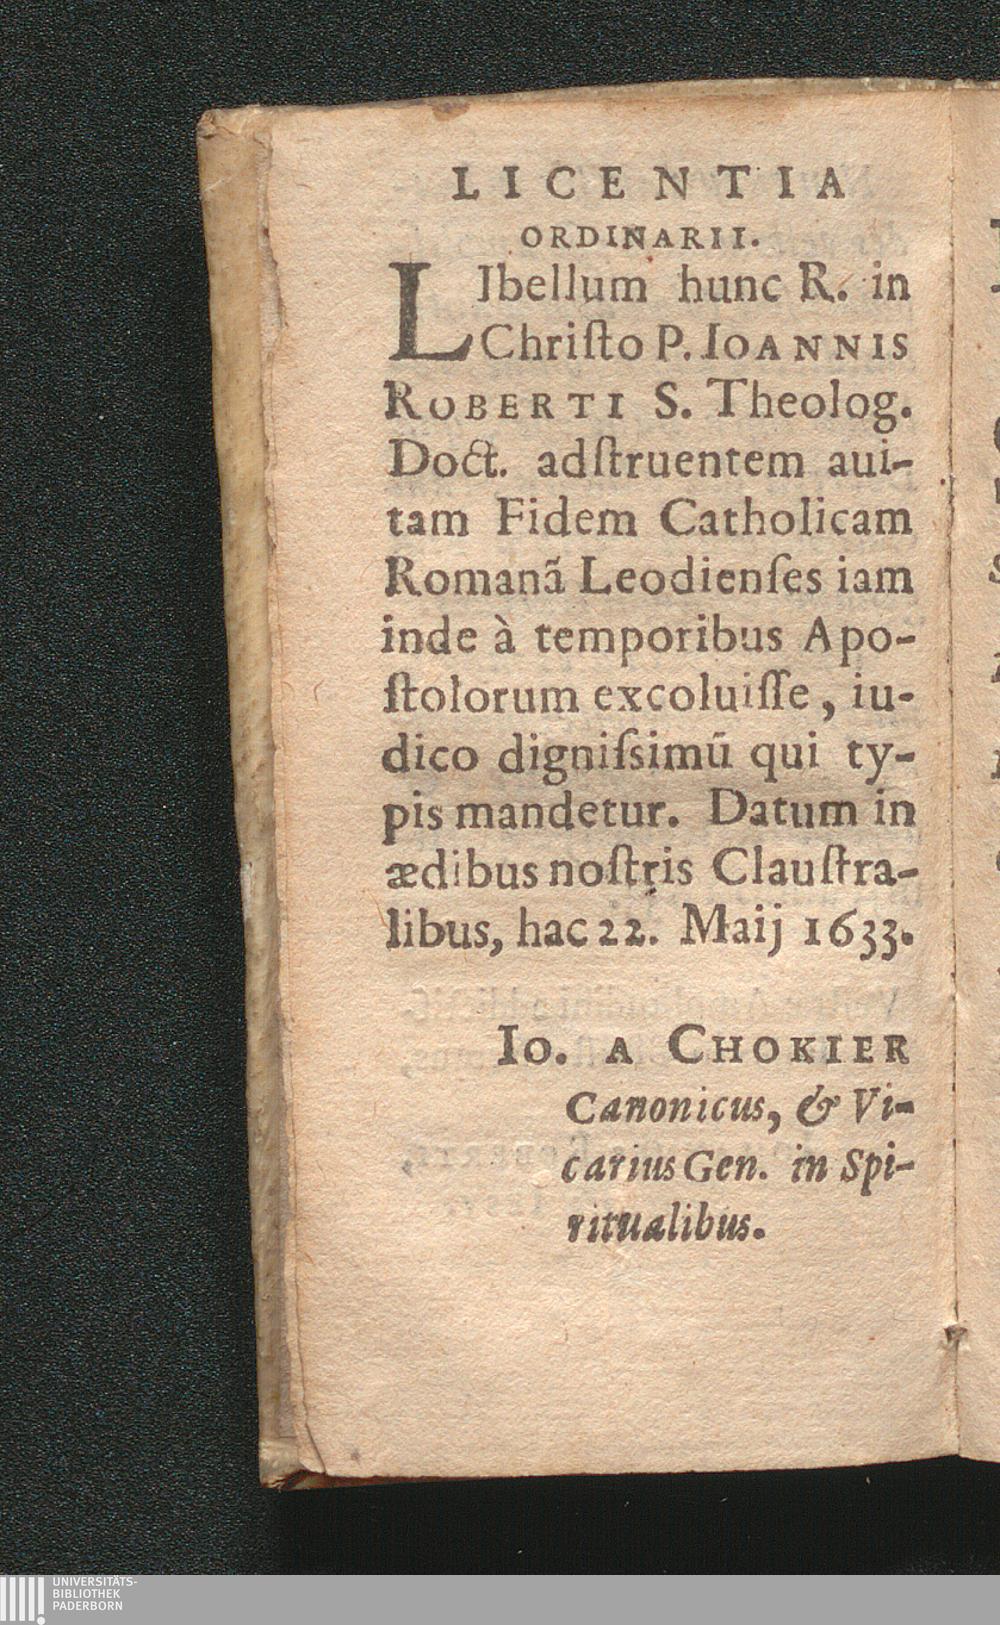 LICENTIA
ORDINARII.
LIbellum hunc R. in
Chriſto P. IOANNIS
ROBERTI S. Theolog.
Doct. adſtruentem aui-
tam Fidem Catholicam
Romanã Leodienſes iam
inde à temporibus Apo-
ſtolorum excoluiſſe, iu-
dico digniſsimũ qui ty-
pis mandetur. Datum in
ædibus noſtris Clauſtra-
libus, hac 22. Maij 1633.
IO. A CHOKIER
Canonicus, & Vi-
carius Gen. in Spi-
ritualibus.
UNIVERSITÄTS-
BIBLIOTHEK
PADERBORN